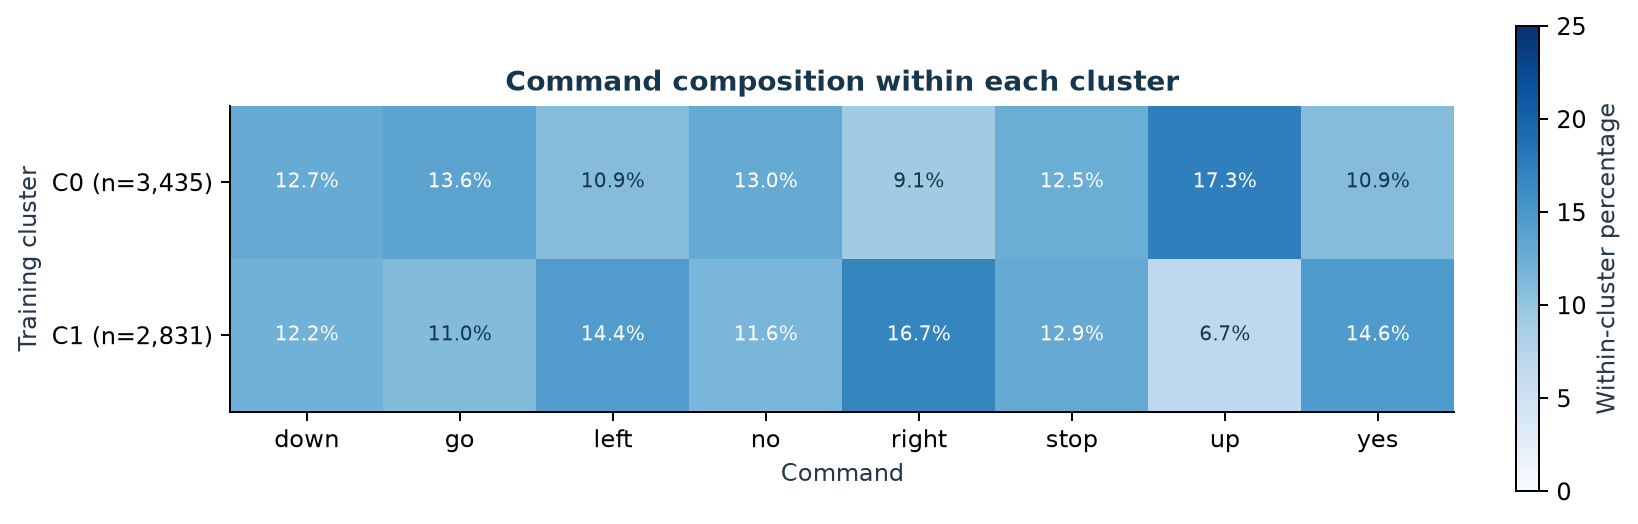 Command composition within each cluster
Training cluster
C0 (n=3,435)
12.7% 13.6% 10.9% 13.0% 9.1% 12.5% 17.3% 10.9%
C1 (n=2,831)
12.2% 11.0% 14.4% 11.6% 16.7% 12.9% 6.7% 14.6%
down go left no right stop up yes
Command
25
20
15
10
5
0
Within-cluster percentage